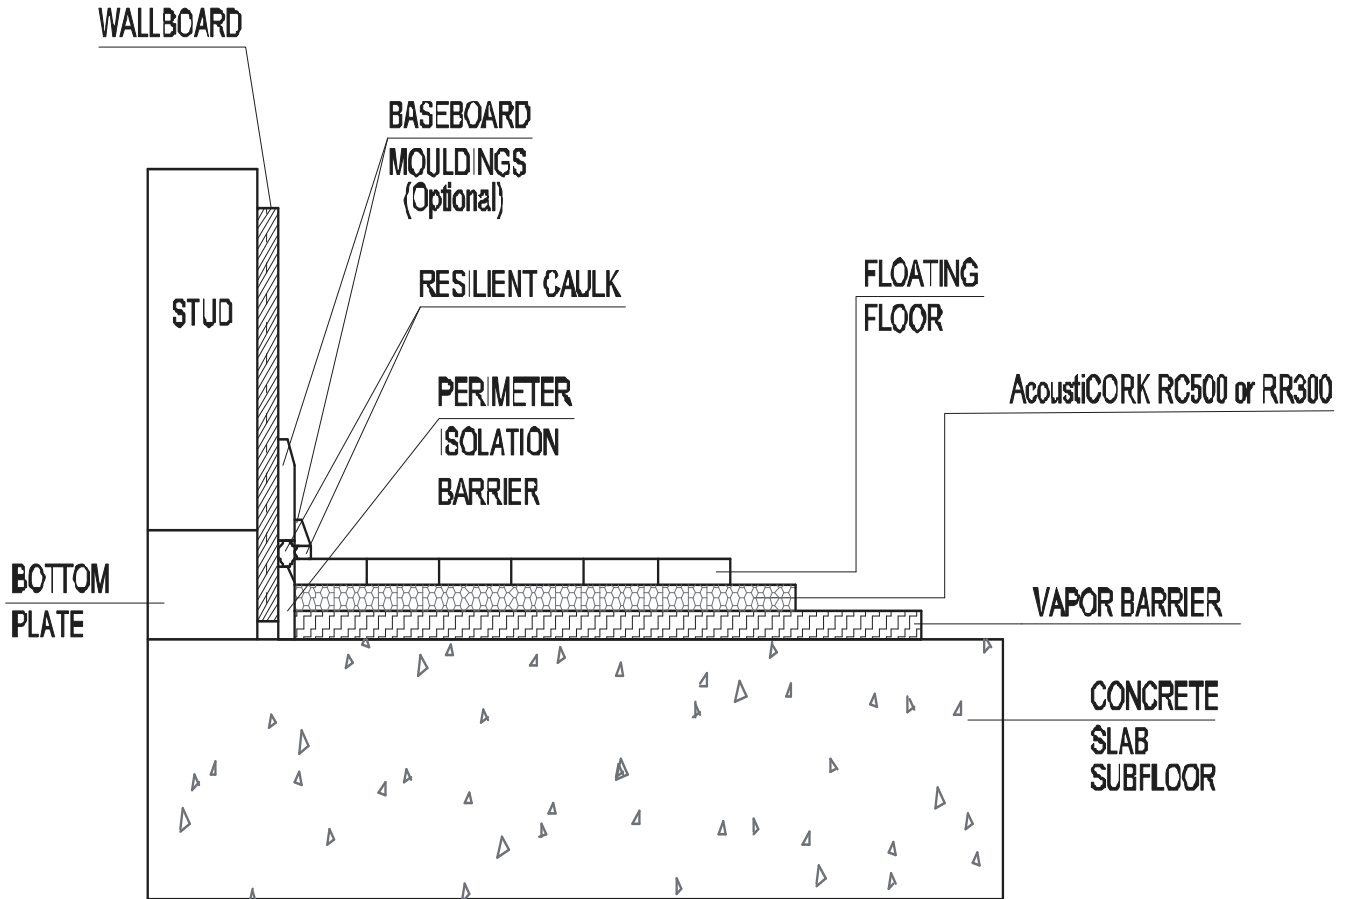 WALLBOARD
BASEBOARD
MOULDINGS
(Optional)
STUD
RESILIENT CAULK
FLOATING
FLOOR
PERIMETER
ISOLATION
BARRIER
AcoustiCORK RC500 or RR300
BOTTOM
PLATE
VAPOR BARRIER
CONCRETE
SLAB
SUBFLOOR